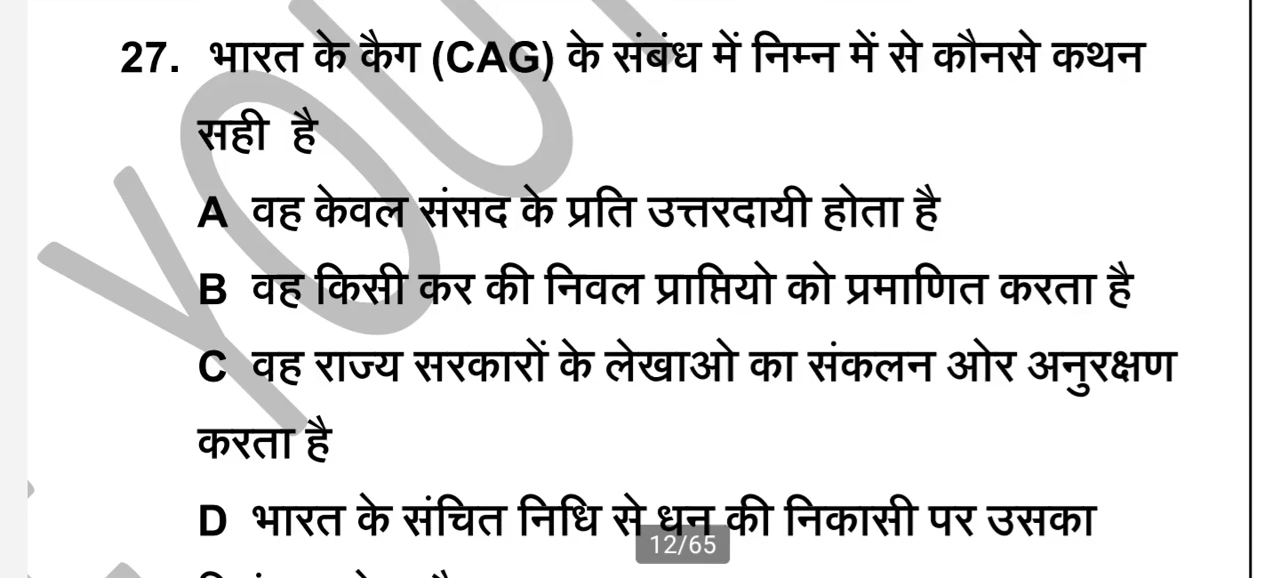 27. भारत के कैग (CAG) के संबंध में निम्न में से कौनसे कथन
सही है
A वह केवल संसद के प्रति उत्तरदायी होता है
B वह किसी कर की निवल प्राप्तियो को प्रमाणित करता है
C वह राज्य सरकारों के लेखाओ का संकलन ओर अनुरक्षण
करता है
D भारत के संचित निधि से धन की निकासी पर उसका
12/65